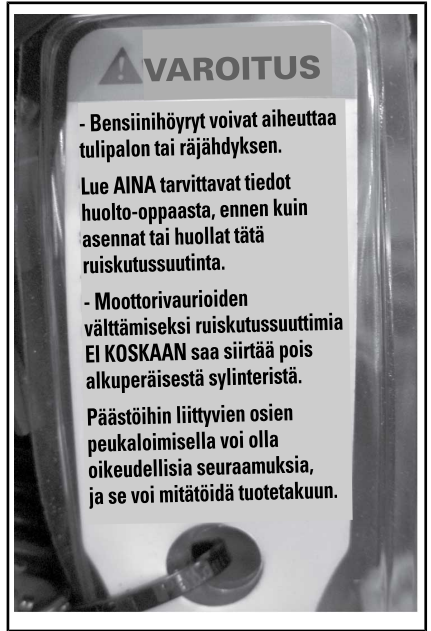 VAROITUS
- Bensiinihöyryt voivat aiheuttaa
tulipalon tai räjähdyksen.
Lue AINA tarvittavat tiedot
huolto-oppaasta, ennen kuin
asennat tai huollat tätä
ruiskutussuutinta.
- Moottorivaurioiden
välttämiseksi ruiskutussuuttimia
EI KOSKAAN saa siirtää pois
alkuperäisestä sylinteristä.
Päästöihin liittyvien osien
peukaloimisella voi olla
oikeudellisia seuraamuksia,
ja se voi mitätöidä tuotetakuun.